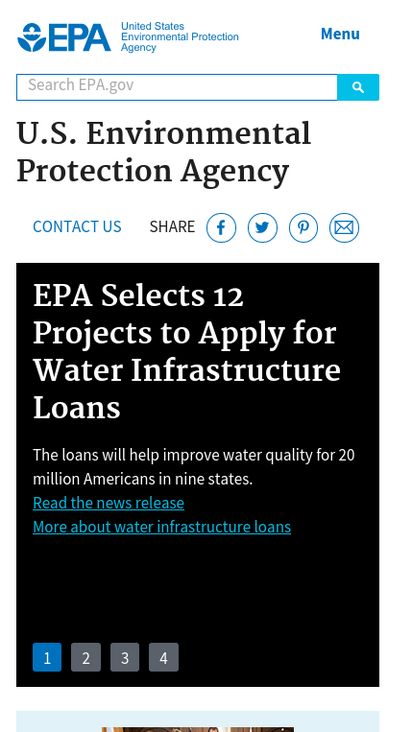 EPA
United States
Environmental Protection
Agency
Menu
Search EPA.gov
U.S. Environmental
Protection Agency
CONTACT US SHARE
EPA Selects 12
Projects to Apply for
Water Infrastructure
Loans
The loans will help improve water quality for 20
million Americans in nine states.
Read the news release
More about water infrastructure loans
1 2 3 4